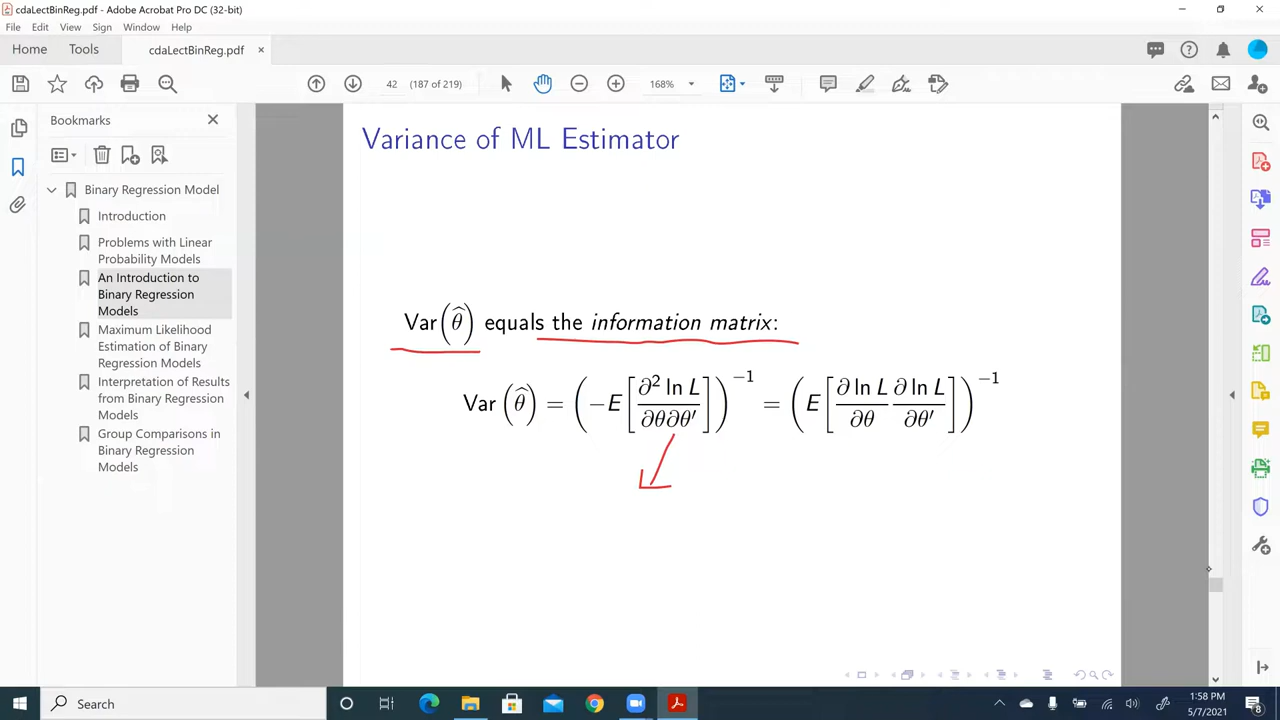 cdaLectBinReg.pdf - Adobe Acrobat Pro DC (32-bit)
File Edit View Sign Window Help
Home Tools cdaLectBinReg.pdf ×
42 (187 of 219) 168%
Bookmarks
Binary Regression Model
Introduction
Problems with Linear
Probability Models
An Introduction to
Binary Regression
Models
Maximum Likelihood
Estimation of Binary
Regression Models
Interpretation of Results
from Binary Regression
Models
Group Comparisons in
Binary Regression
Models
Variance of ML Estimator
Var(θ̂) equals the information matrix:
Var (θ̂) = (−E[∂² ln L / ∂θ∂θ′])⁻¹ = (E[∂ ln L / ∂θ ∂ ln L / ∂θ′])⁻¹
Search
1:58 PM
5/7/2021
8